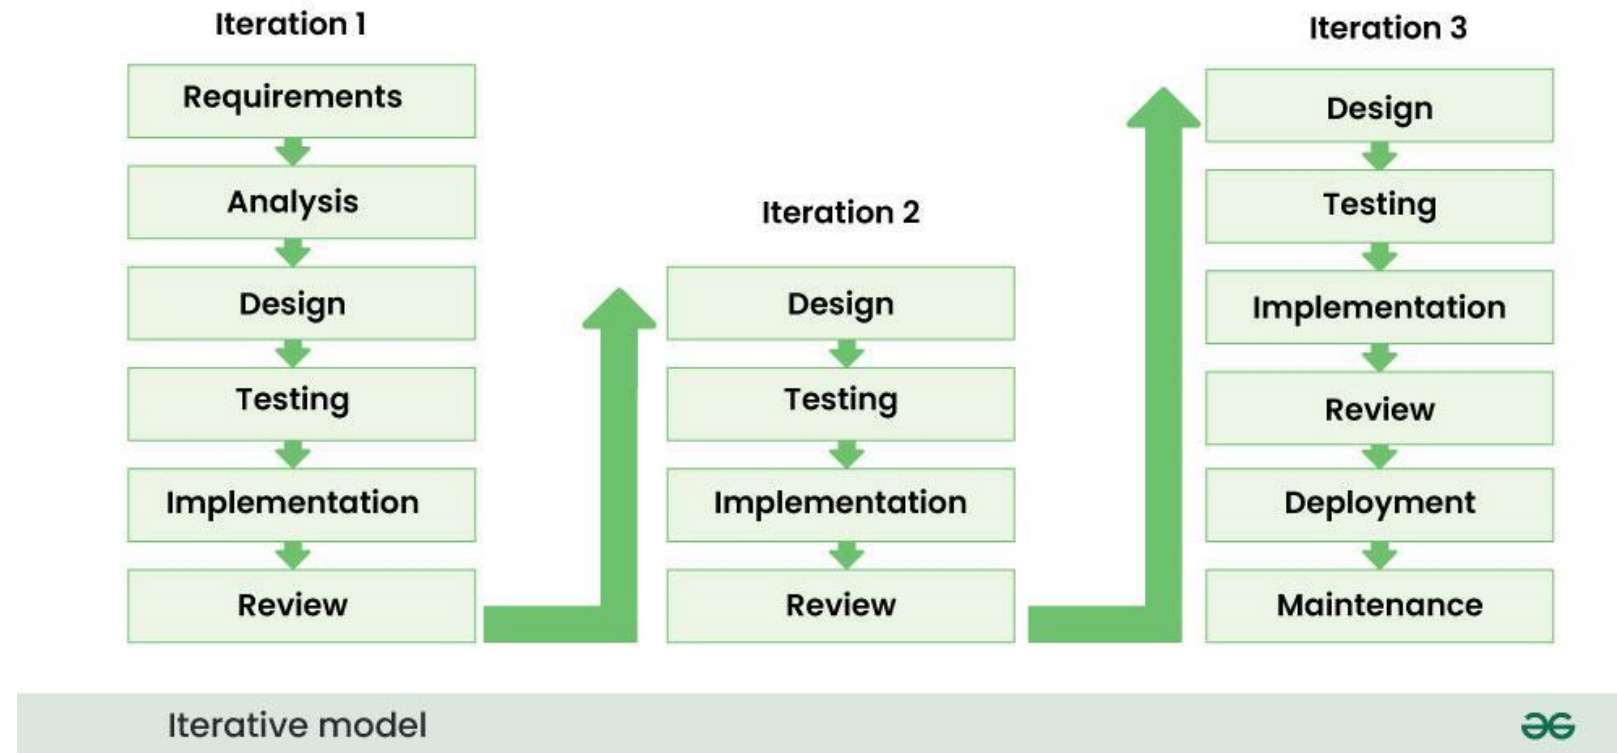 Iteration 1
Requirements
Analysis
Design
Testing
Implementation
Review
Iteration 2
Design
Testing
Implementation
Review
Iteration 3
Design
Testing
Implementation
Review
Deployment
Maintenance
Iterative model